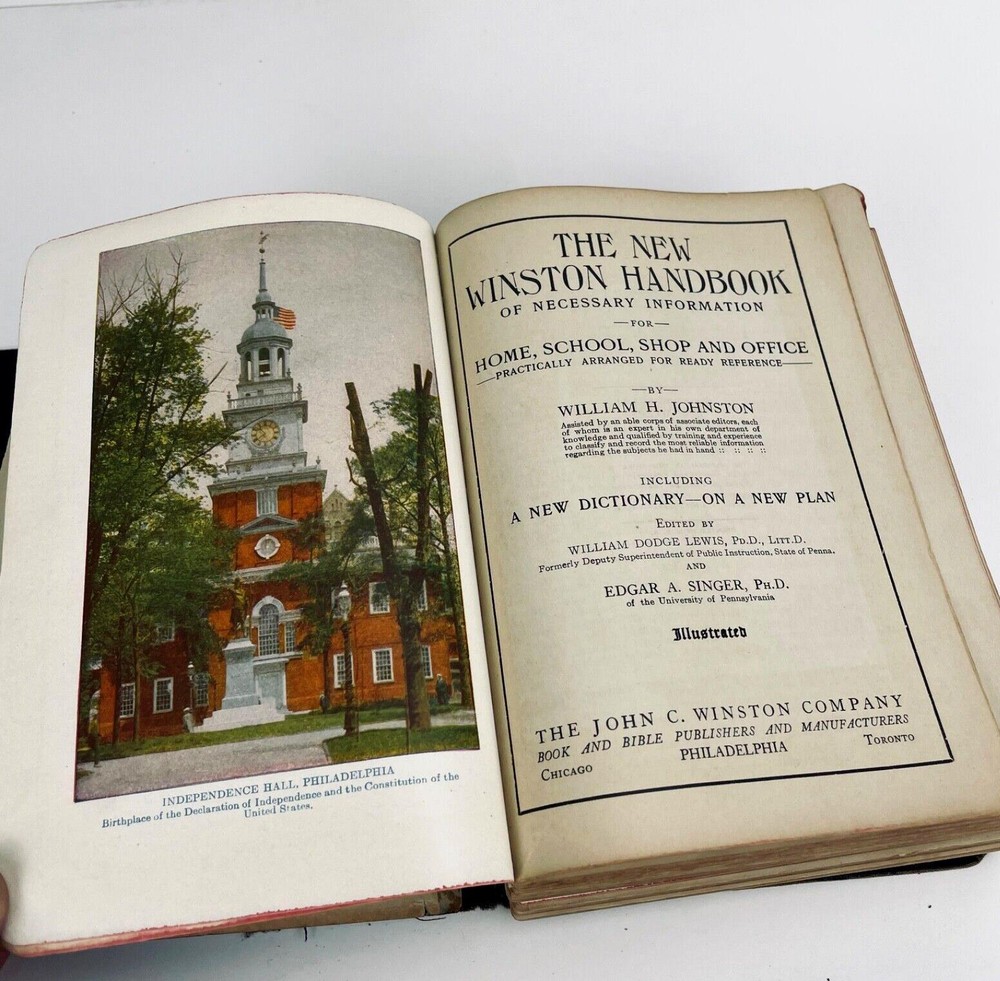 INDEPENDENCE HALL, PHILADELPHIA
Birthplace of the Declaration of Independence and the Constitution of the
United States.
THE NEW
WINSTON HANDBOOK
OF NECESSARY INFORMATION
—FOR—
HOME, SCHOOL, SHOP AND OFFICE
—PRACTICALLY ARRANGED FOR READY REFERENCE—
—BY—
WILLIAM H. JOHNSTON
Assisted by an able corps of associate editors, each
of whom is an expert in his own department of
knowledge and qualified by training and experience
to classify and record the most reliable information
regarding the subjects he had in hand :: :: :: ::
INCLUDING
A NEW DICTIONARY—ON A NEW PLAN
EDITED BY
WILLIAM DODGE LEWIS, PD.D., LITT.D.
Formerly Deputy Superintendent of Public Instruction, State of Penna.
AND
EDGAR A. SINGER, PH.D.
of the University of Pennsylvania
Illustrated
THE JOHN C. WINSTON COMPANY
BOOK AND BIBLE PUBLISHERS AND MANUFACTURERS
CHICAGO PHILADELPHIA TORONTO